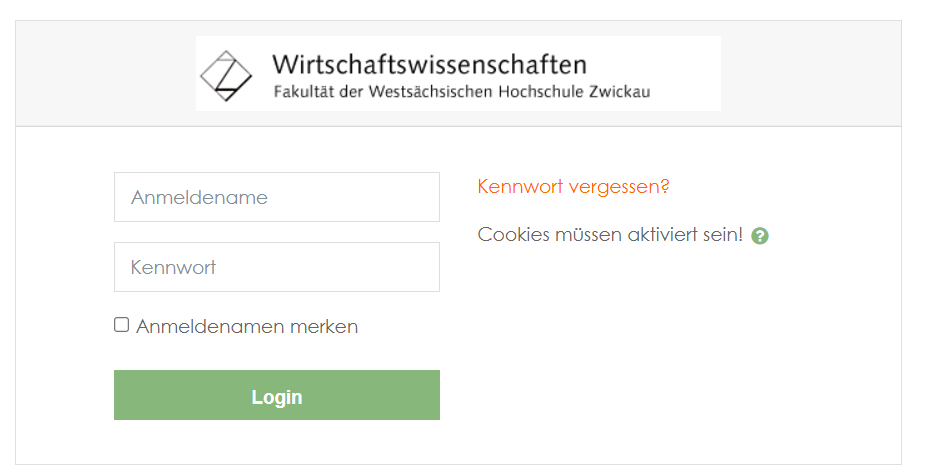 Wirtschaftswissenschaften
Fakultät der Westsächsischen Hochschule Zwickau
Anmeldename
Kennwort
Anmeldenamen merken
Login
Kennwort vergessen?
Cookies müssen aktiviert sein!